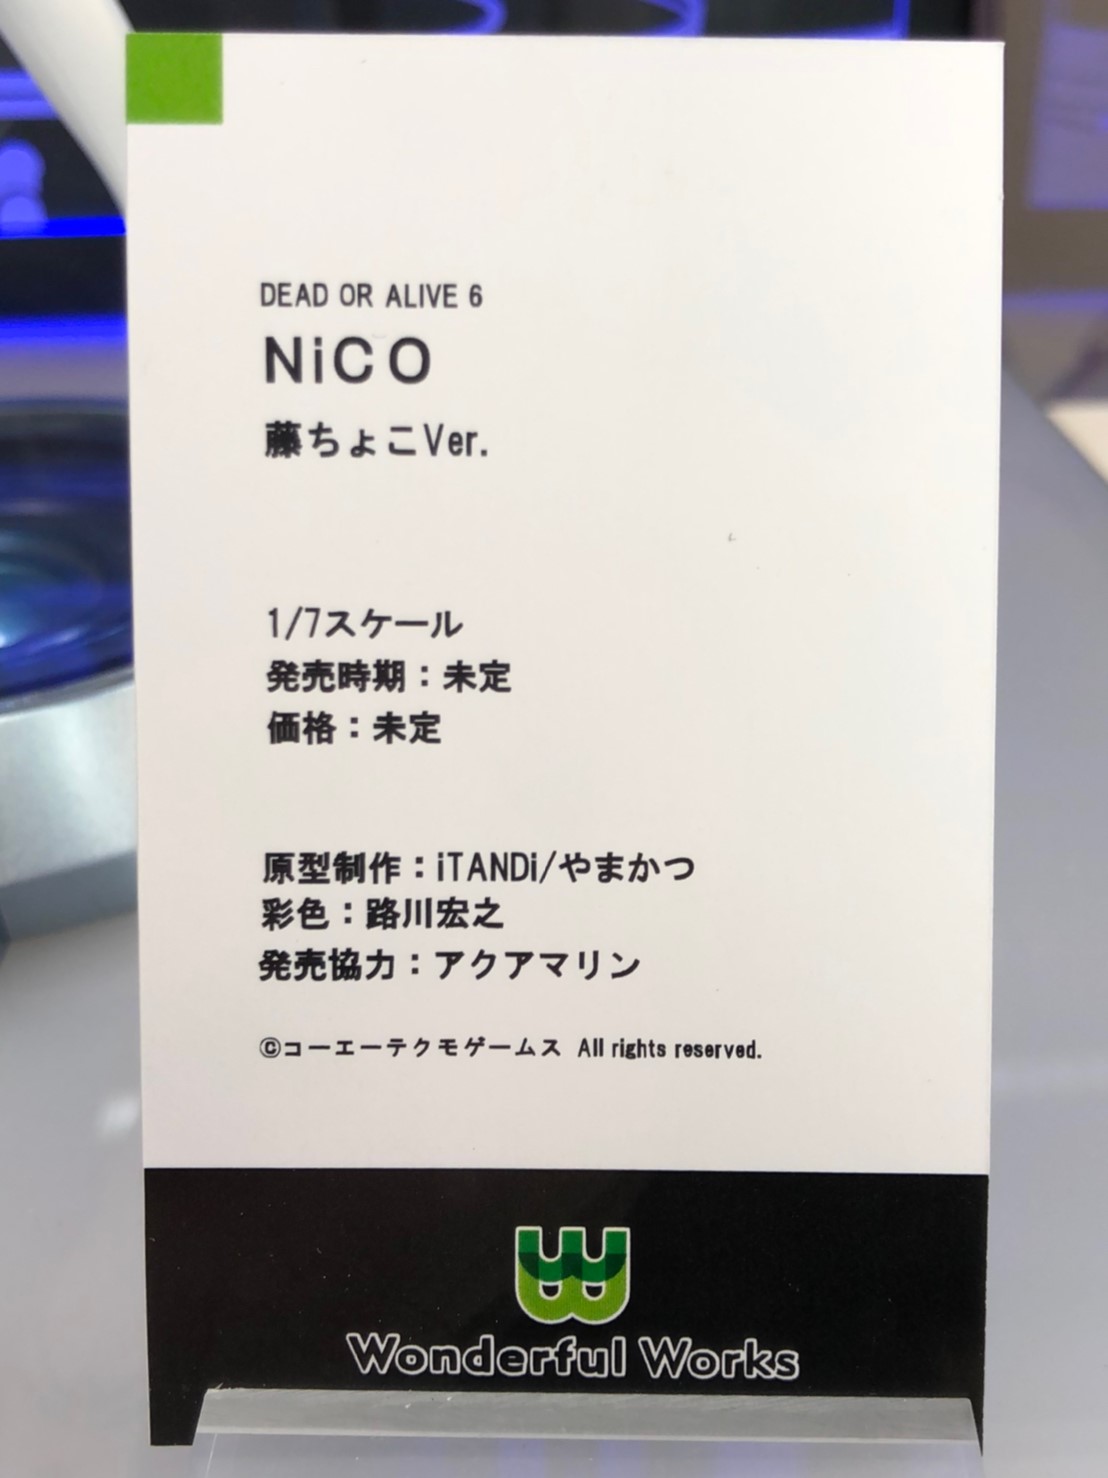 DEAD OR ALIVE 6
NiCO
藤ちょこVer.
1/7スケール
発売時期：未定
価格：未定
原型制作：iTANDi/やまかつ
彩色：路川宏之
発売協力：アクアマリン
©コーエーテクモゲームス All rights reserved.
W
Wonderful Works